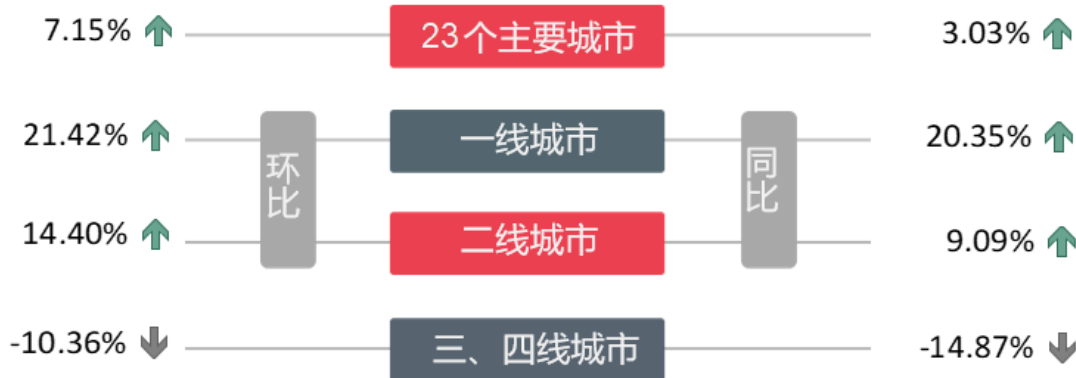 7.15% 23个主要城市 3.03%
21.42% 一线城市 20.35%
环比 同比
14.40% 二线城市 9.09%
-10.36% 三、四线城市 -14.87%